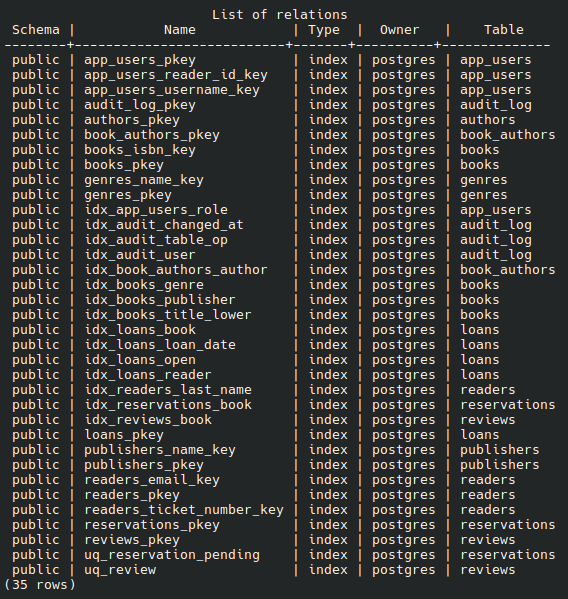 List of relations
 Schema |           Name            | Type  |  Owner   |    Table
--------+---------------------------+-------+----------+--------------
 public | app_users_pkey            | index | postgres | app_users
 public | app_users_reader_id_key   | index | postgres | app_users
 public | app_users_username_key    | index | postgres | app_users
 public | audit_log_pkey            | index | postgres | audit_log
 public | authors_pkey              | index | postgres | authors
 public | book_authors_pkey         | index | postgres | book_authors
 public | books_isbn_key            | index | postgres | books
 public | books_pkey                | index | postgres | books
 public | genres_name_key           | index | postgres | genres
 public | genres_pkey               | index | postgres | genres
 public | idx_app_users_role        | index | postgres | app_users
 public | idx_audit_changed_at      | index | postgres | audit_log
 public | idx_audit_table_op        | index | postgres | audit_log
 public | idx_audit_user            | index | postgres | audit_log
 public | idx_book_authors_author   | index | postgres | book_authors
 public | idx_books_genre           | index | postgres | books
 public | idx_books_publisher       | index | postgres | books
 public | idx_books_title_lower     | index | postgres | books
 public | idx_loans_book            | index | postgres | loans
 public | idx_loans_loan_date       | index | postgres | loans
 public | idx_loans_open            | index | postgres | loans
 public | idx_loans_reader          | index | postgres | loans
 public | idx_readers_last_name     | index | postgres | readers
 public | idx_reservations_book     | index | postgres | reservations
 public | idx_reviews_book          | index | postgres | reviews
 public | loans_pkey                | index | postgres | loans
 public | publishers_name_key       | index | postgres | publishers
 public | publishers_pkey           | index | postgres | publishers
 public | readers_email_key         | index | postgres | readers
 public | readers_pkey              | index | postgres | readers
 public | readers_ticket_number_key | index | postgres | readers
 public | reservations_pkey         | index | postgres | reservations
 public | reviews_pkey              | index | postgres | reviews
 public | uq_reservation_pending    | index | postgres | reservations
 public | uq_review                 | index | postgres | reviews
(35 rows)